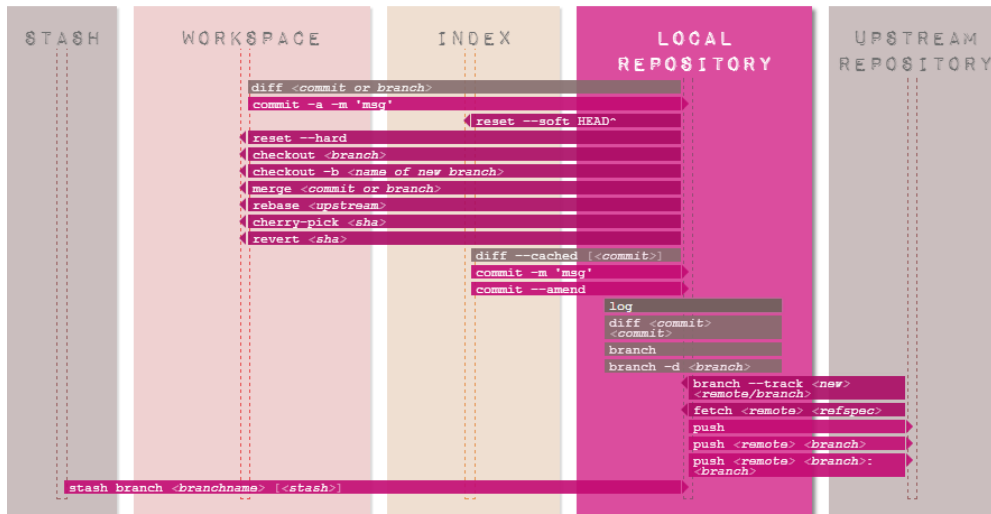 STASH
WORKSPACE
INDEX
LOCAL
REPOSITORY
UPSTREAM
REPOSITORY
diff <commit or branch>
commit -a -m 'msg'
reset --soft HEAD^
reset --hard
checkout <branch>
checkout -b <name of new branch>
merge <commit or branch>
rebase <upstream>
cherry-pick <sha>
revert <sha>
diff --cached [<commit>]
commit -m 'msg'
commit --amend
log
diff <commit>
<commit>
branch
branch -d <branch>
branch --track <new>
<remote/branch>
fetch <remote> <refspec>
push
push <remote> <branch>
push <remote> <branch>:
<branch>
stash branch <branchname> [<stash>]